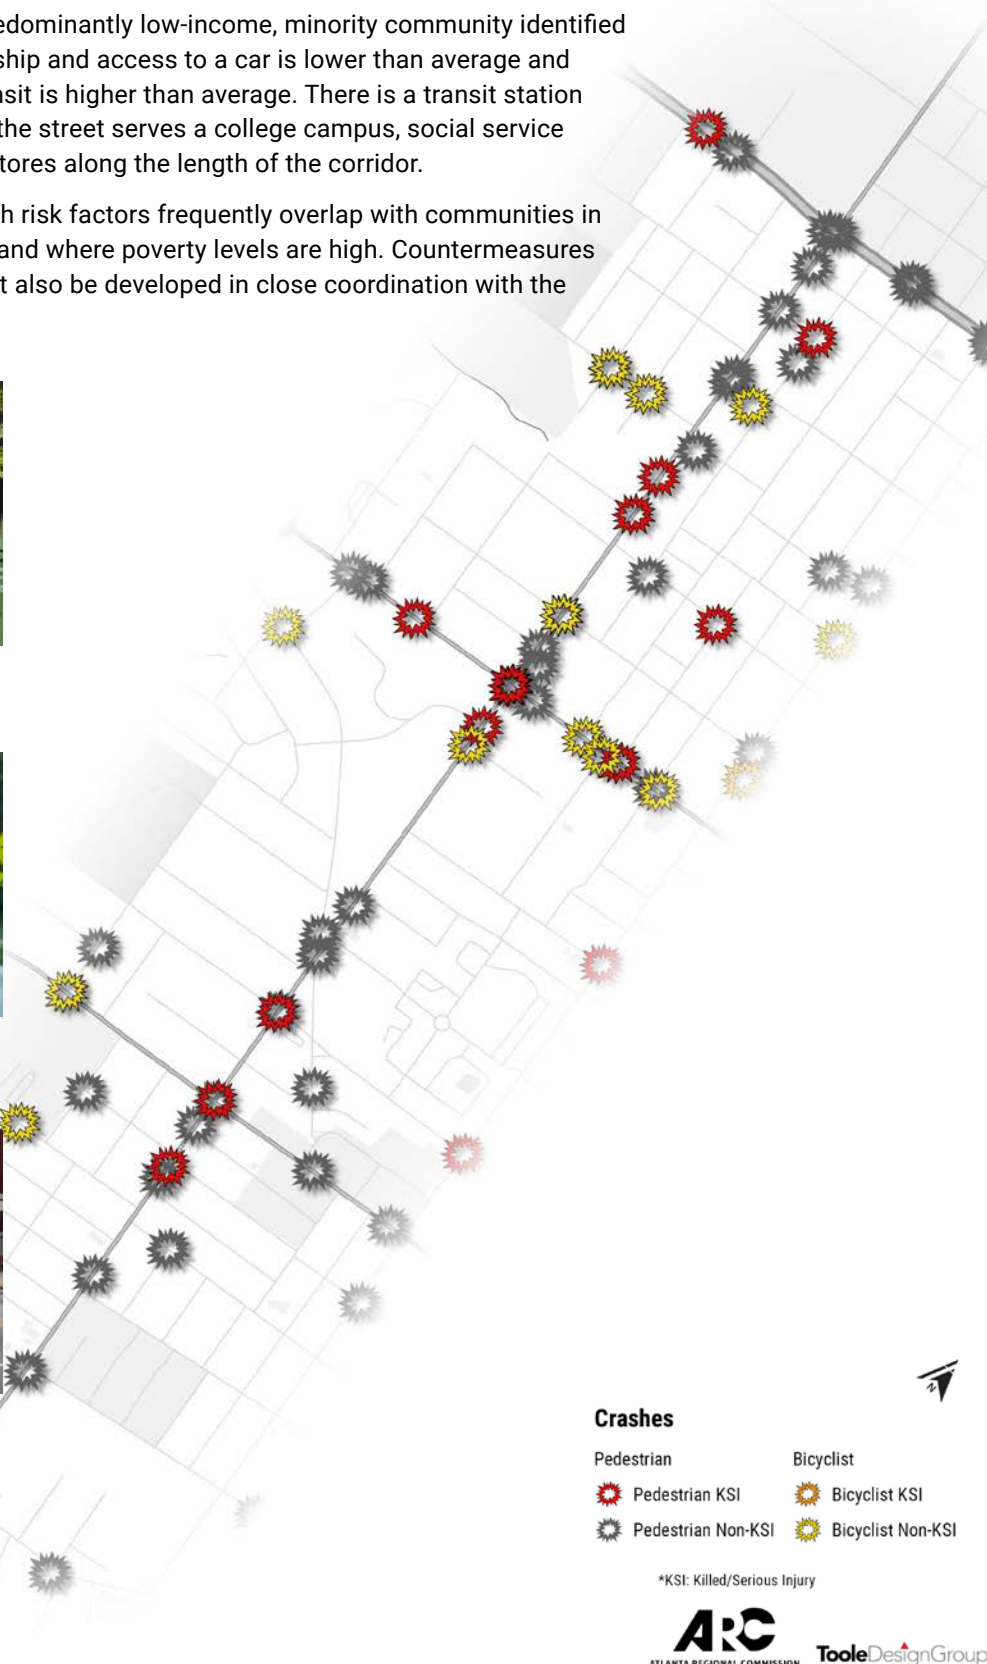 edominantly low-income, minority community identified
ship and access to a car is lower than average and
nsit is higher than average. There is a transit station
the street serves a college campus, social service
tores along the length of the corridor.
h risk factors frequently overlap with communities in
and where poverty levels are high. Countermeasures
t also be developed in close coordination with the
N
Crashes
Pedestrian Bicyclist
Pedestrian KSI Bicyclist KSI
Pedestrian Non-KSI Bicyclist Non-KSI
*KSI: Killed/Serious Injury
ARC
ATLANTA REGIONAL COMMISSION
TooleDesignGroup